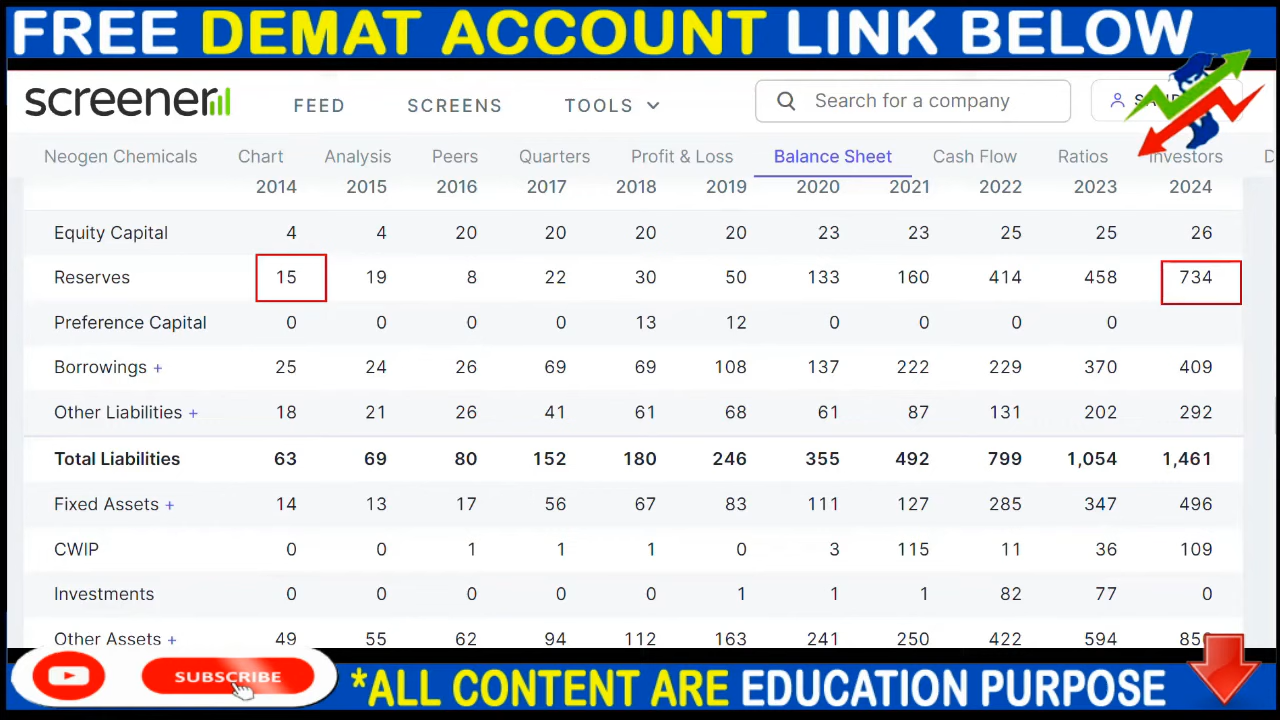 FREE DEMAT ACCOUNT LINK BELOW
screener
FEED SCREENS TOOLS
Search for a company
Neogen Chemicals Chart Analysis Peers Quarters Profit & Loss Balance Sheet Cash Flow Ratios Investors
2014 2015 2016 2017 2018 2019 2020 2021 2022 2023 2024
Equity Capital 4 4 20 20 20 20 23 23 25 25 26
Reserves 15 19 8 22 30 50 133 160 414 458 734
Preference Capital 0 0 0 0 13 12 0 0 0 0
Borrowings + 25 24 26 69 69 108 137 222 229 370 409
Other Liabilities + 18 21 26 41 61 68 61 87 131 202 292
Total Liabilities 63 69 80 152 180 246 355 492 799 1,054 1,461
Fixed Assets + 14 13 17 56 67 83 111 127 285 347 496
CWIP 0 0 1 1 1 0 3 115 11 36 109
Investments 0 0 0 0 0 1 1 1 82 77 0
Other Assets + 49 55 62 94 112 163 241 250 422 594
SUBSCRIBE
*ALL CONTENT ARE EDUCATION PURPOSE